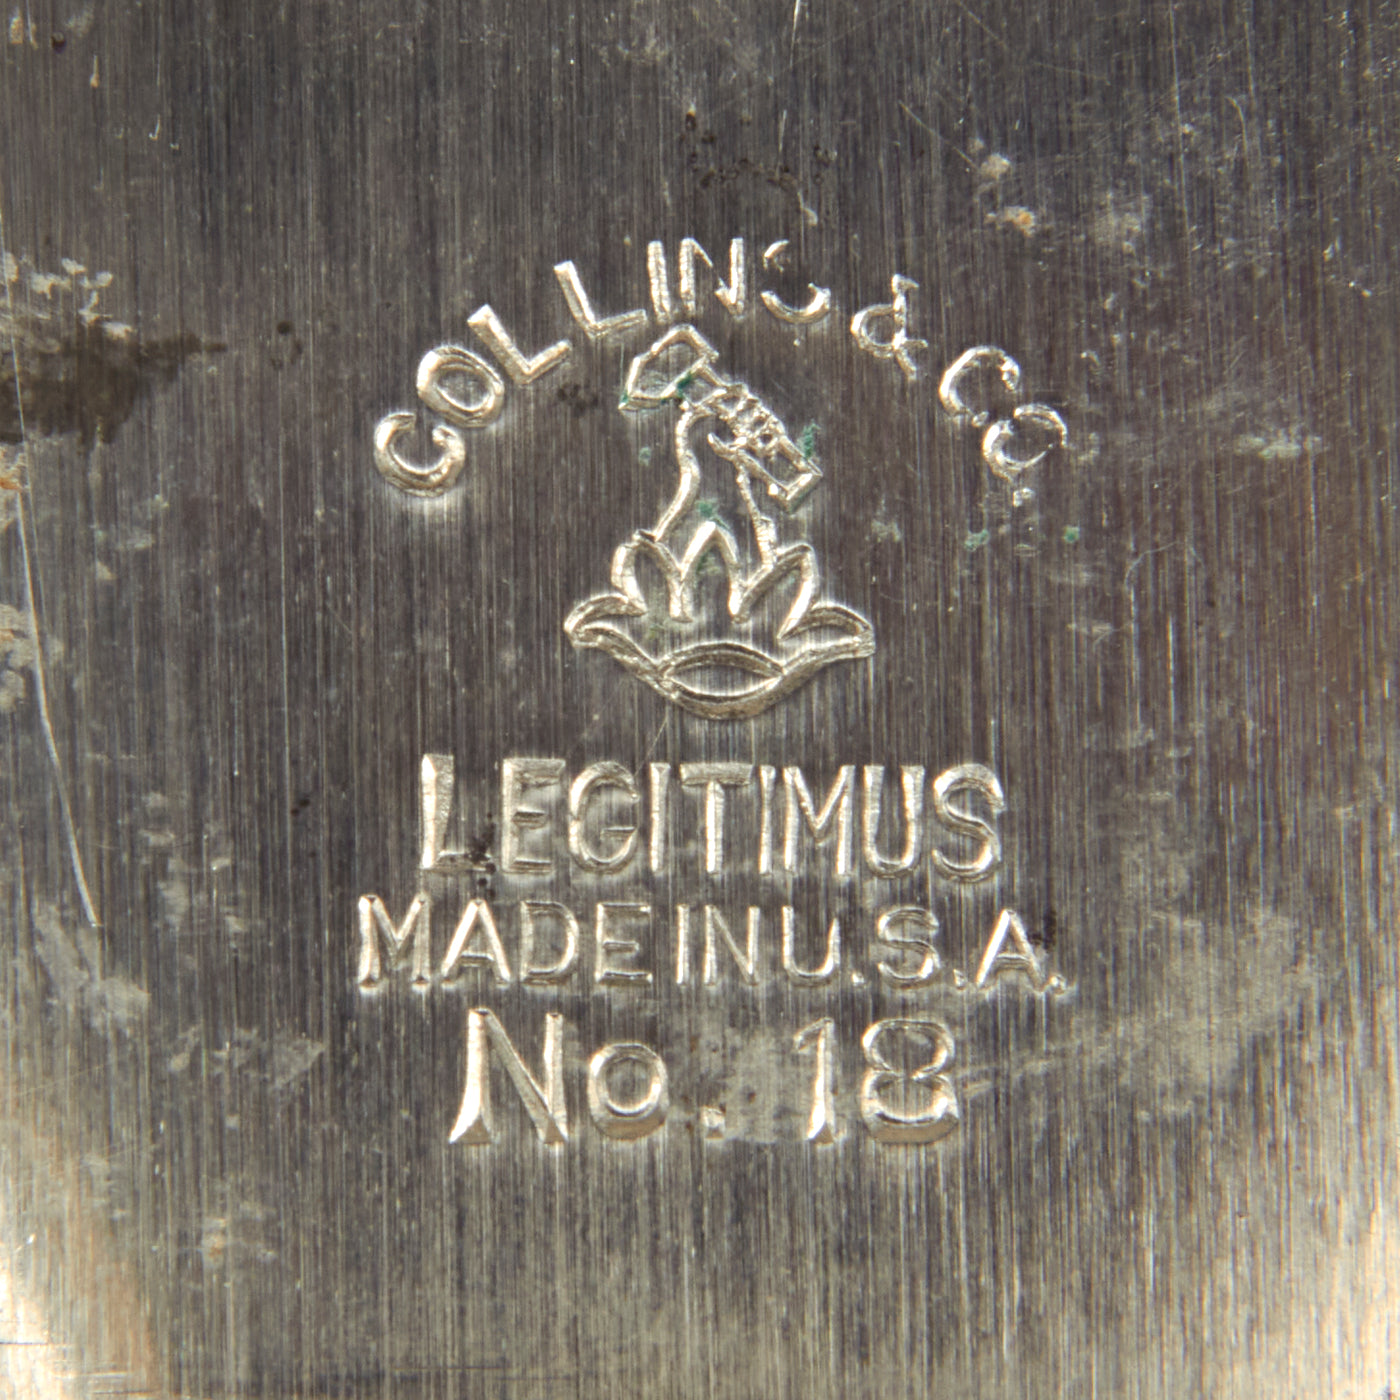 COLLINS & CO.
LEGITIMUS
MADE IN U.S.A.
No. 18